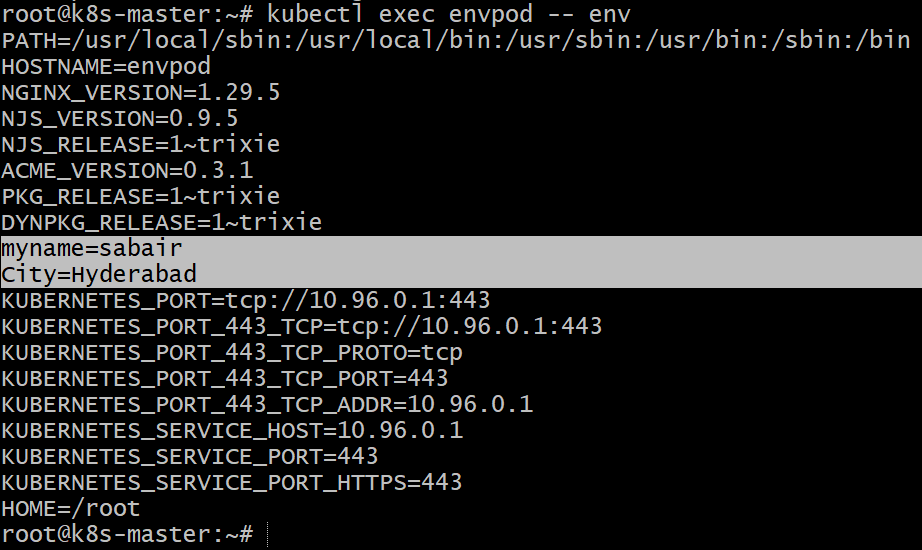 root@k8s-master:~# kubectl exec envpod -- env
PATH=/usr/local/sbin:/usr/local/bin:/usr/sbin:/usr/bin:/sbin:/bin
HOSTNAME=envpod
NGINX_VERSION=1.29.5
NJS_VERSION=0.9.5
NJS_RELEASE=1~trixie
ACME_VERSION=0.3.1
PKG_RELEASE=1~trixie
DYNPKG_RELEASE=1~trixie
myname=sabair
City=Hyderabad
KUBERNETES_PORT=tcp://10.96.0.1:443
KUBERNETES_PORT_443_TCP=tcp://10.96.0.1:443
KUBERNETES_PORT_443_TCP_PROTO=tcp
KUBERNETES_PORT_443_TCP_PORT=443
KUBERNETES_PORT_443_TCP_ADDR=10.96.0.1
KUBERNETES_SERVICE_HOST=10.96.0.1
KUBERNETES_SERVICE_PORT=443
KUBERNETES_SERVICE_PORT_HTTPS=443
HOME=/root
root@k8s-master:~#